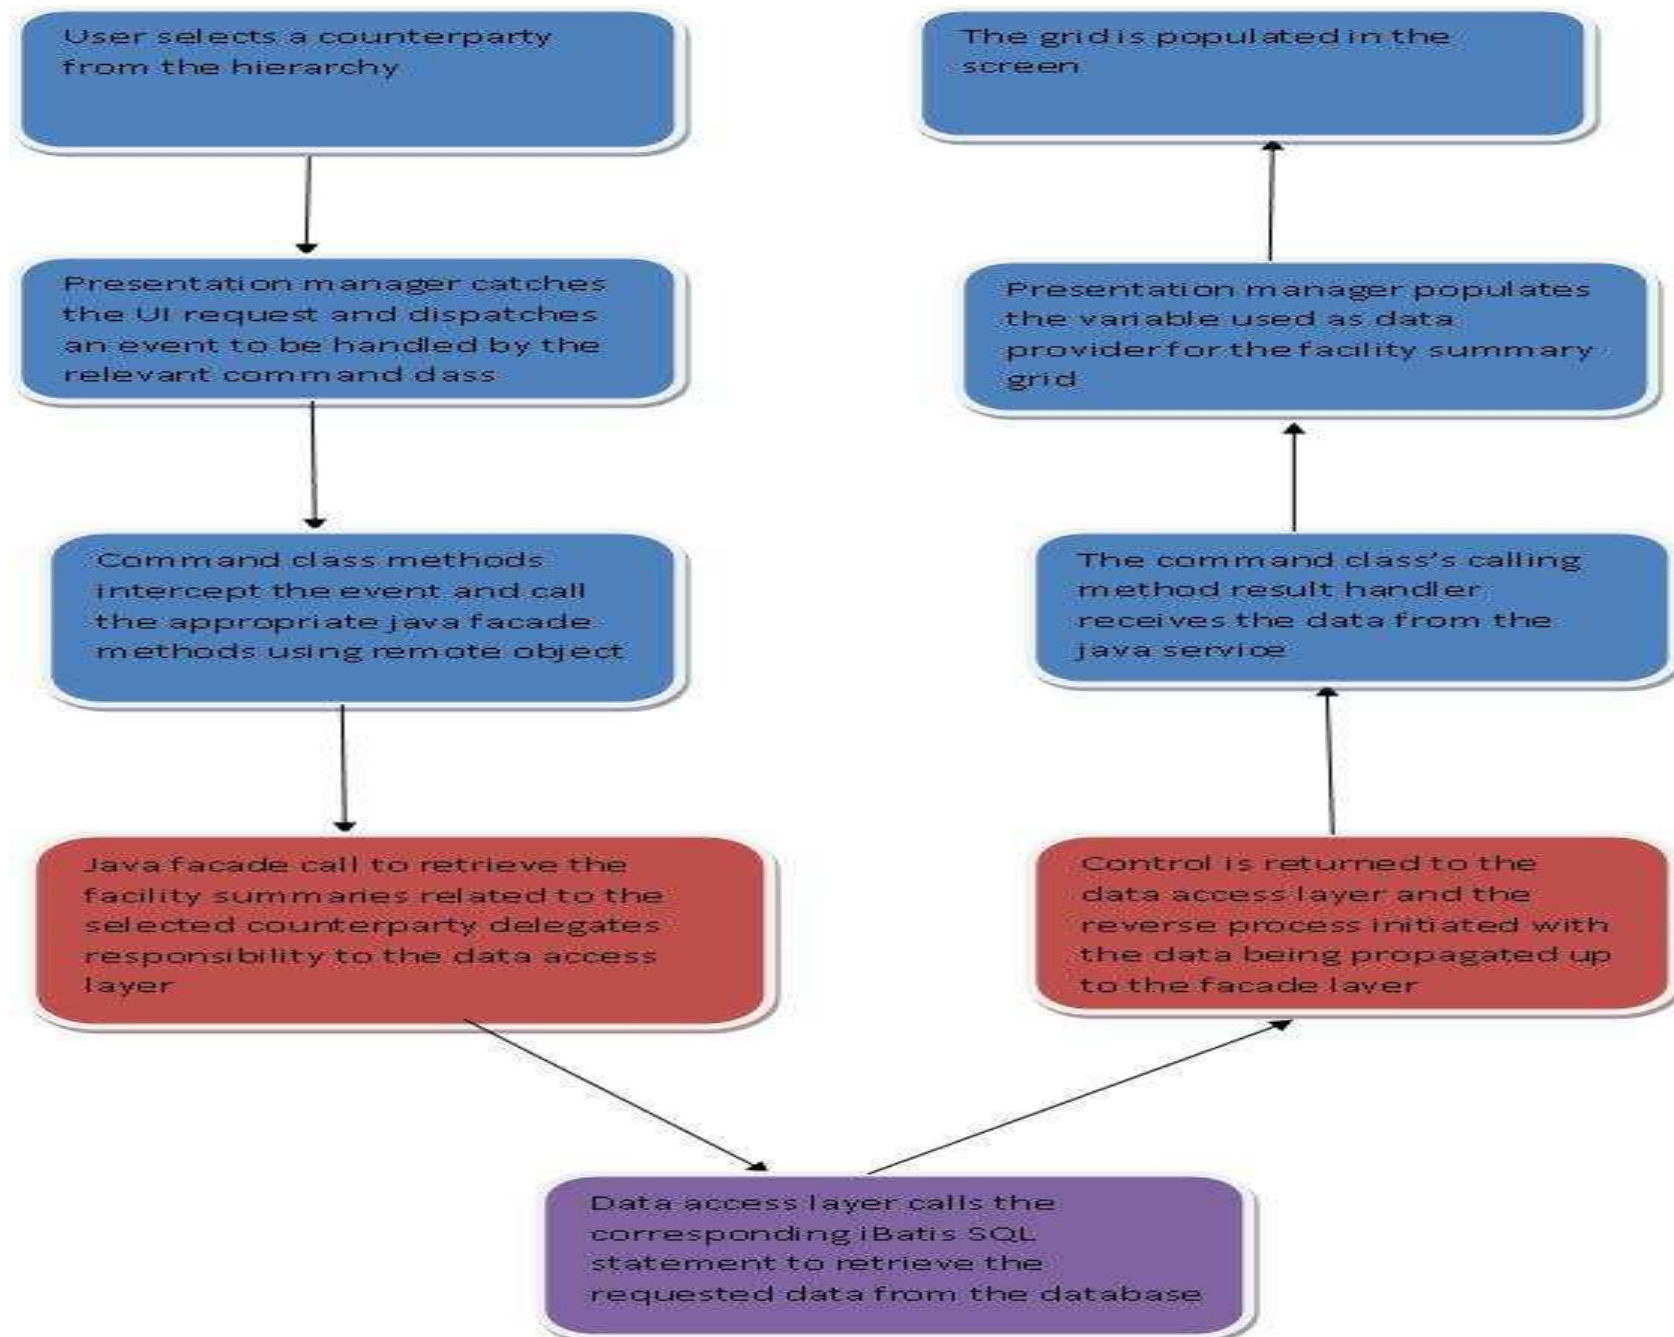 User selects a counterparty
from the hierarchy
Presentation manager catches
the UI request and dispatches
an event to be handled by the
relevant command class
Command class methods
intercept the event and call
the appropriate java facade
methods using remote object
Java facade call to retrieve the
facility summaries related to the
selected counterparty delegates
responsibility to the data access
layer
Data access layer calls the
corresponding iBatis SQL
statement to retrieve the
requested data from the database
Control is returned to the
data access layer and the
reverse process initiated with
the data being propagated up
to the facade layer
The command class's calling
method result handler
receives the data from the
java service
Presentation manager populates
the variable used as data
provider for the facility summary
grid
The grid is populated in the
screen